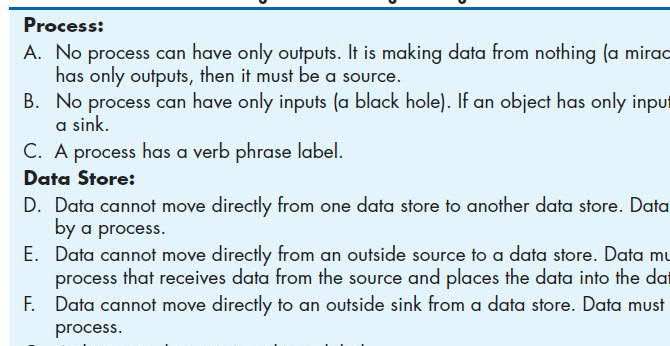 Process:
A. No process can have only outputs. It is making data from nothing (a
has only outputs, then it must be a source.
B. No process can have only inputs (a black hole). If an object has only
a sink.
C. A process has a verb phrase label.
Data Store:
D. Data cannot move directly from one data store to another data store. Data
by a process.
E. Data cannot move directly from an outside source to a data store. Data
process that receives data from the source and places the data into the
F. Data cannot move directly to an outside sink from a data store. Data must
process.